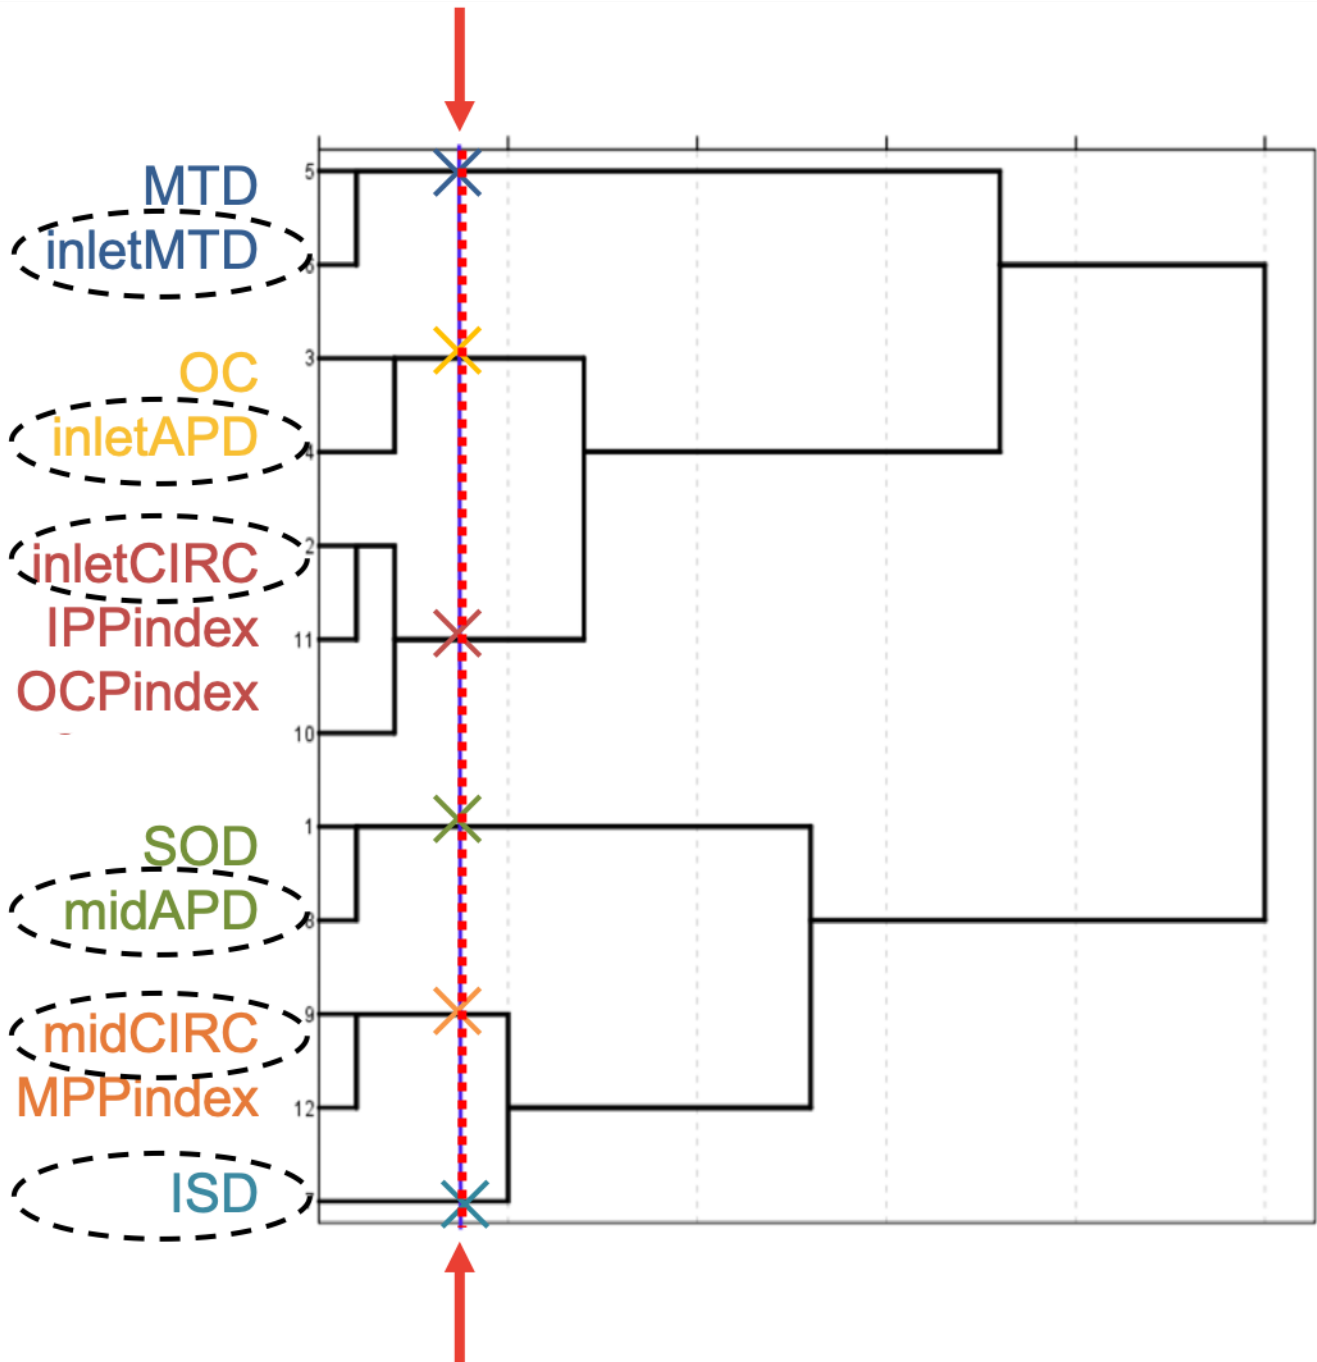 MTD
5
inletMTD
6
OC
3
inletAPD
4
inletCIRC
2
IPPindex
11
OCPindex
10
SOD
1
midAPD
8
midCIRC
9
MPPindex
12
ISD
7